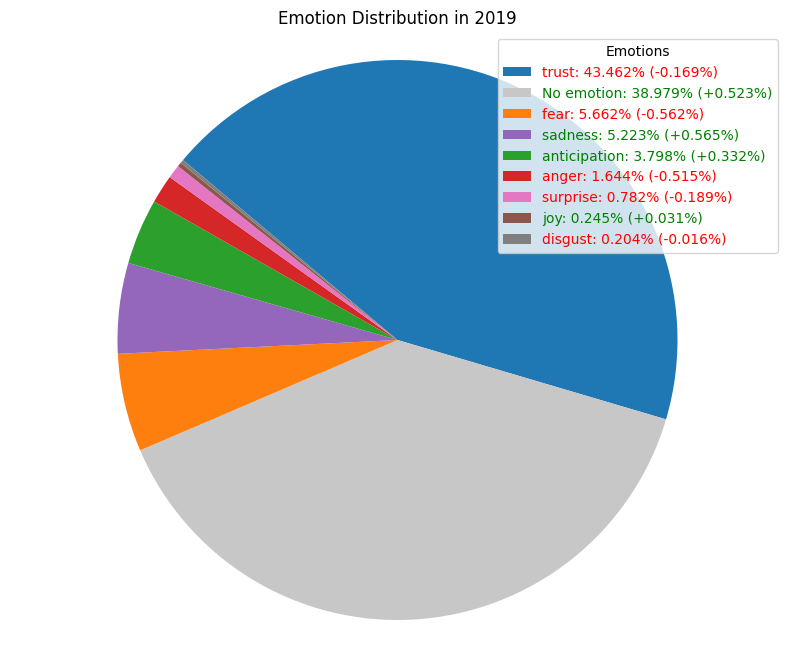 Emotion Distribution in 2019
Emotions
trust: 43.462% (-0.169%)
No emotion: 38.979% (+0.523%)
fear: 5.662% (-0.562%)
sadness: 5.223% (+0.565%)
anticipation: 3.798% (+0.332%)
anger: 1.644% (-0.515%)
surprise: 0.782% (-0.189%)
joy: 0.245% (+0.031%)
disgust: 0.204% (-0.016%)